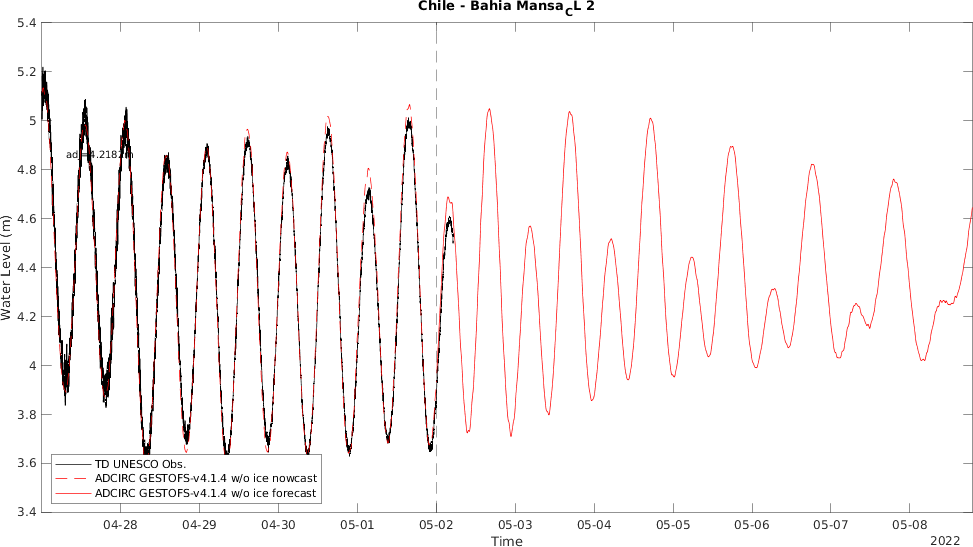 Chile - Bahia Mansa_CL 2
5.4
5.2
5
4.8
4.6
4.4
4.2
4
3.8
3.6
3.4
Water Level (m)
TD UNESCO Obs.
ADCIRC GESTOFS-v4.1.4 w/o ice nowcast
ADCIRC GESTOFS-v4.1.4 w/o ice forecast
04-28 04-29 04-30 05-01 05-02 05-03 05-04 05-05 05-06 05-07 05-08
Time
2022